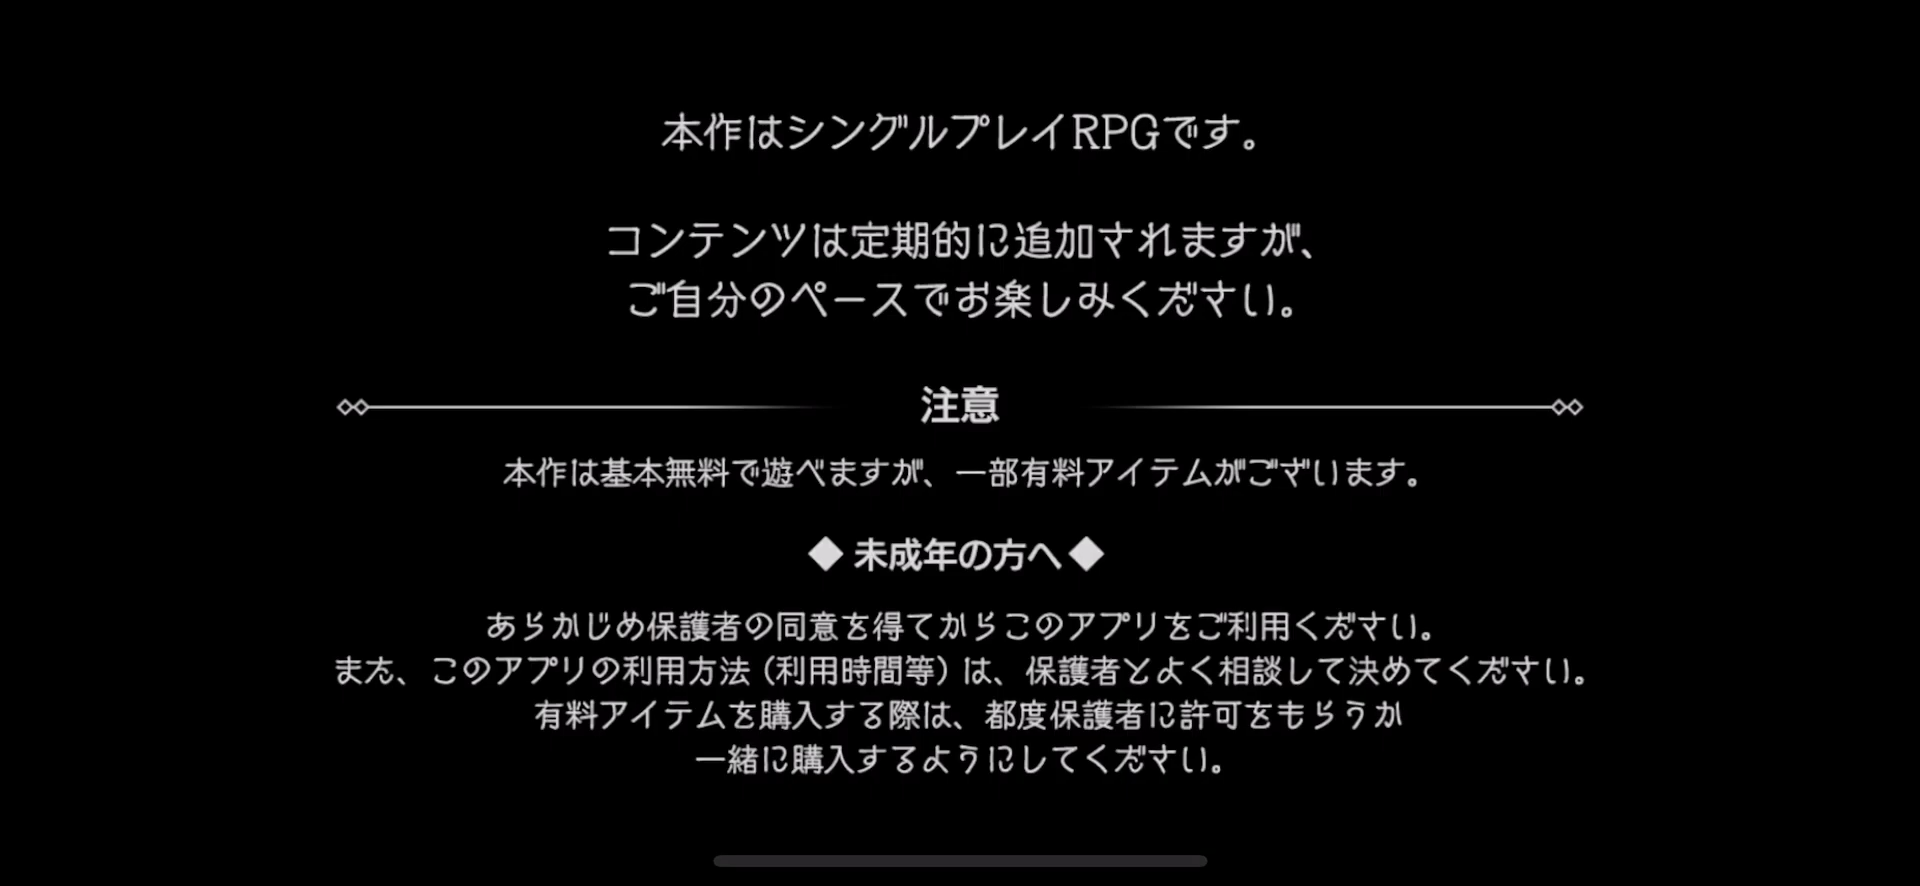 本作はシングルプレイRPGです。
コンテンツは定期的に追加されますが、
ご自分のペースでお楽しみください。
注意
本作は基本無料で遊べますが、一部有料アイテムがございます。
◆ 未成年の方へ ◆
あらかじめ保護者の同意を得てからこのアプリをご利用ください。
また、このアプリの利用方法（利用時間等）は、保護者とよく相談して決めてください。
有料アイテムを購入する際は、都度保護者に許可をもらうか
一緒に購入するようにしてください。